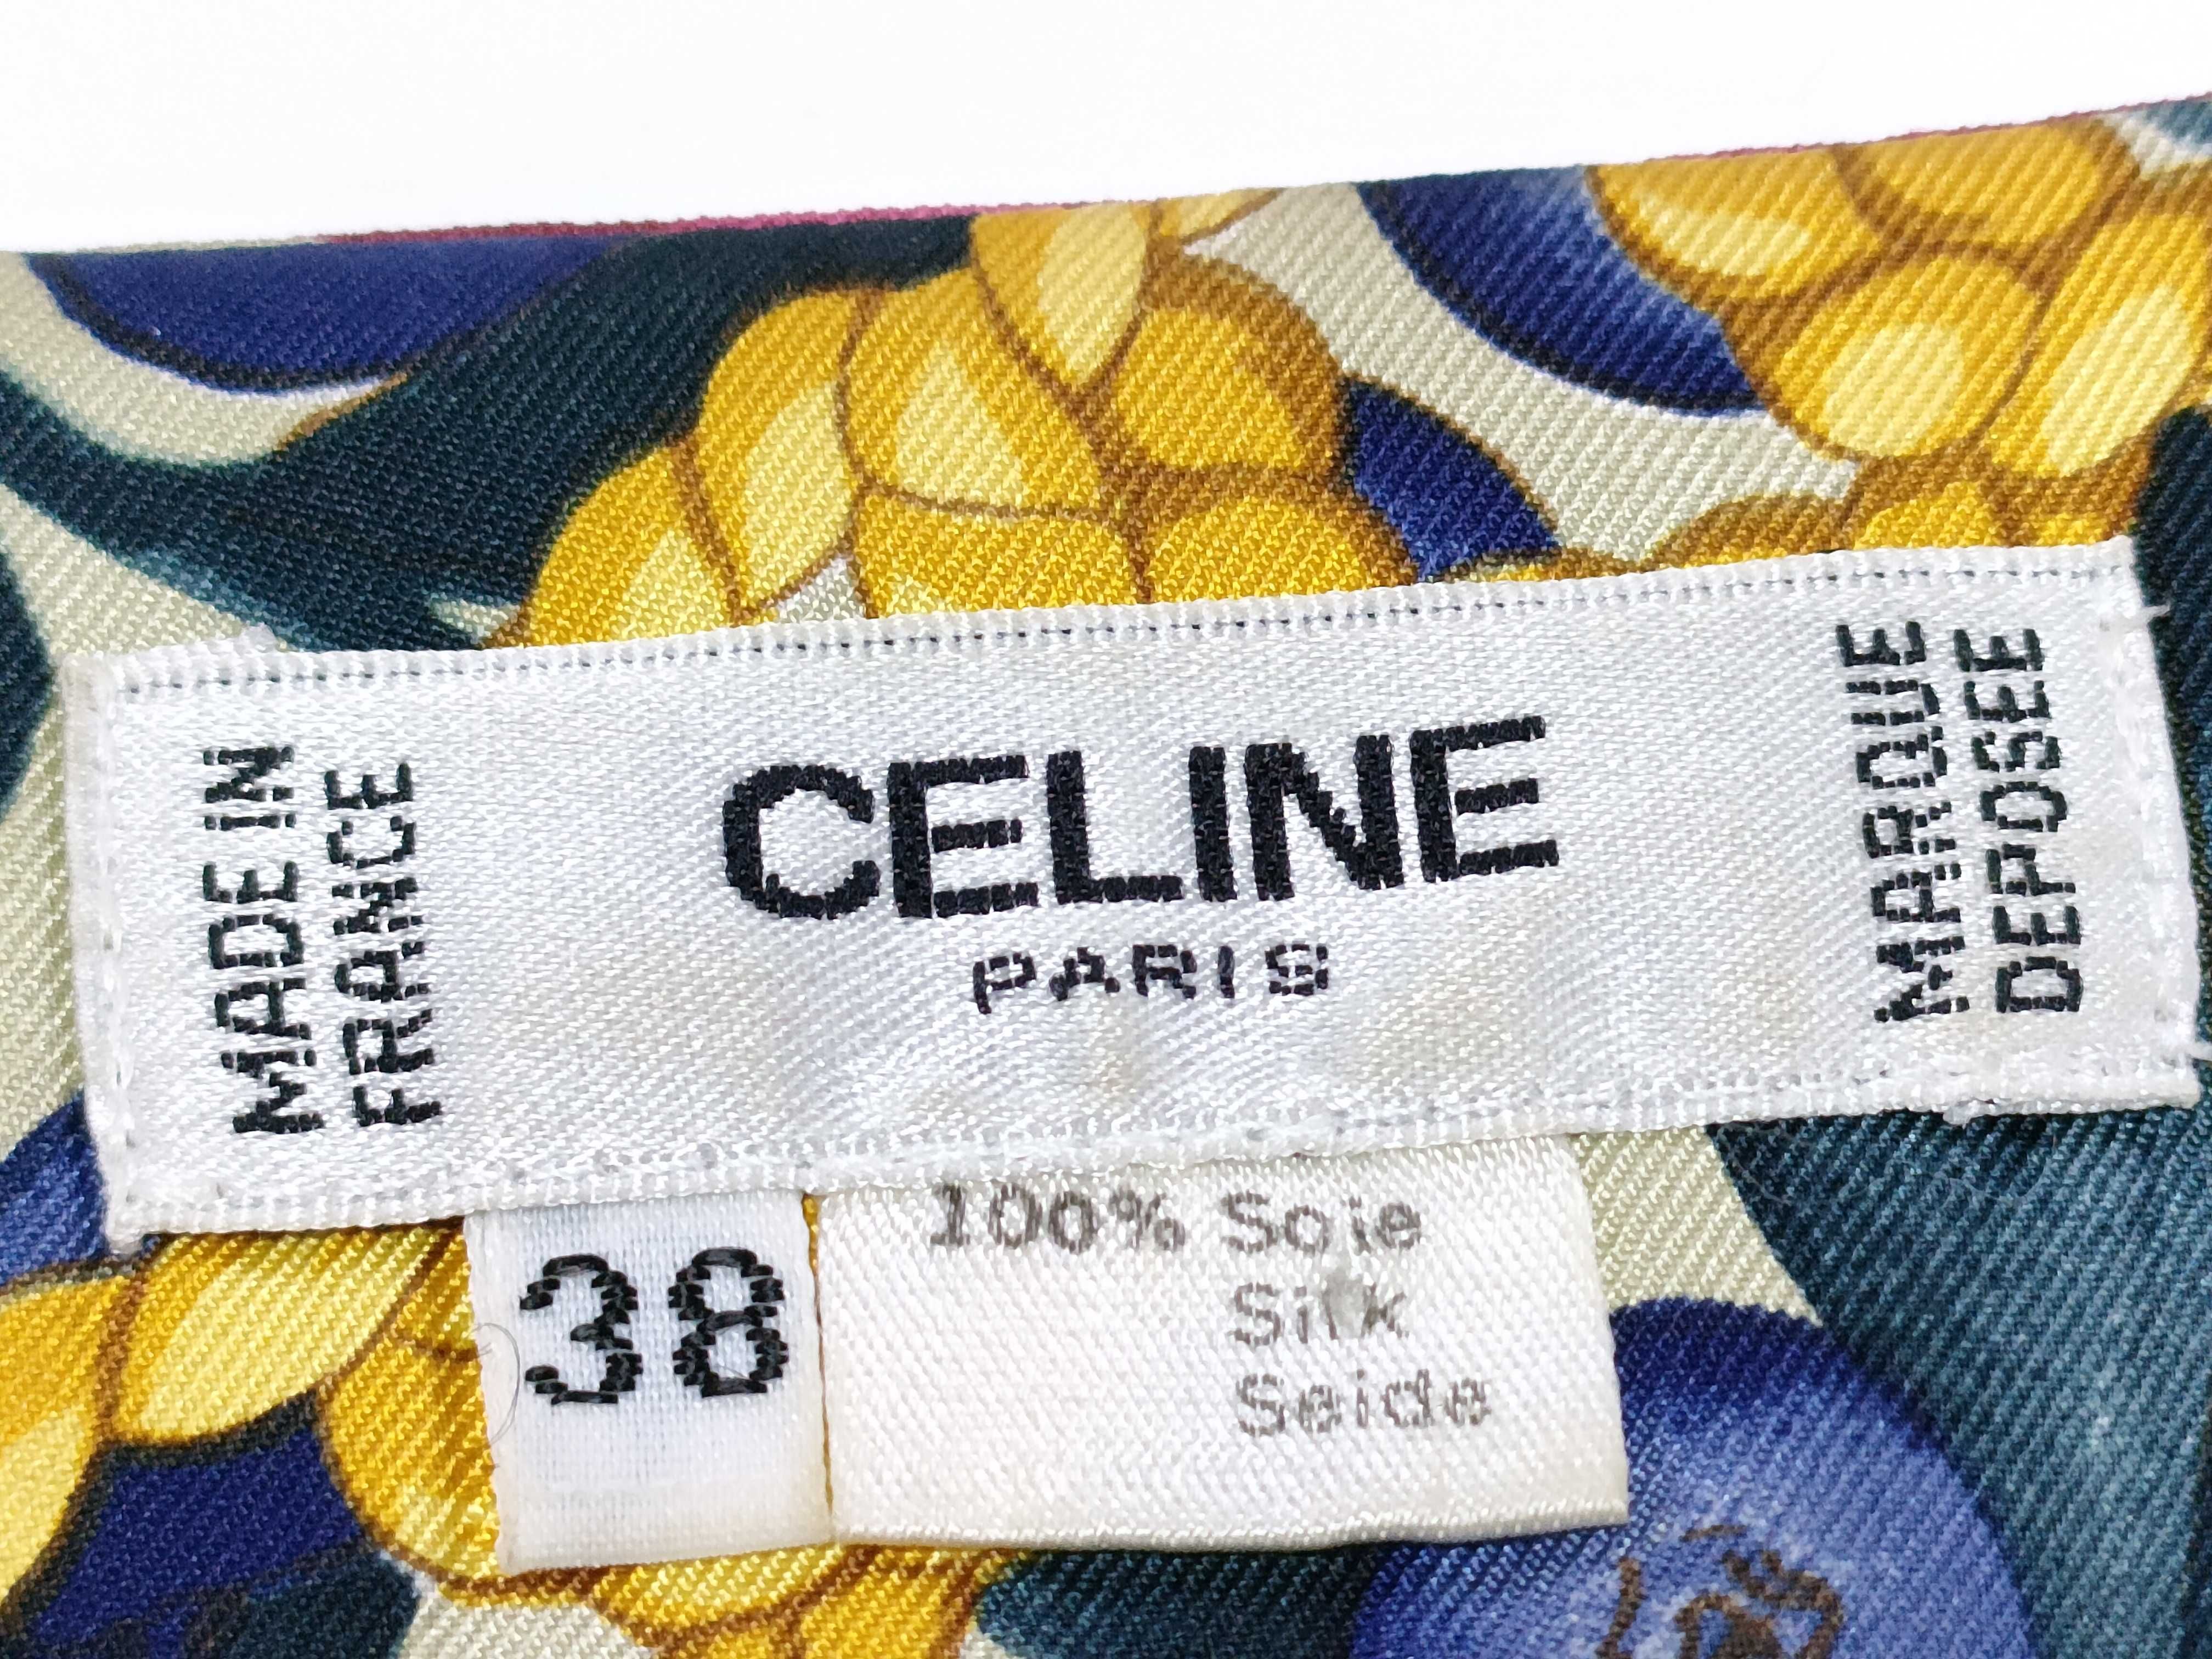 MADE IN
FRANCE
CELINE
PARIS
MARQUE
DEPOSEE
38
100% Soie
Silk
Seide